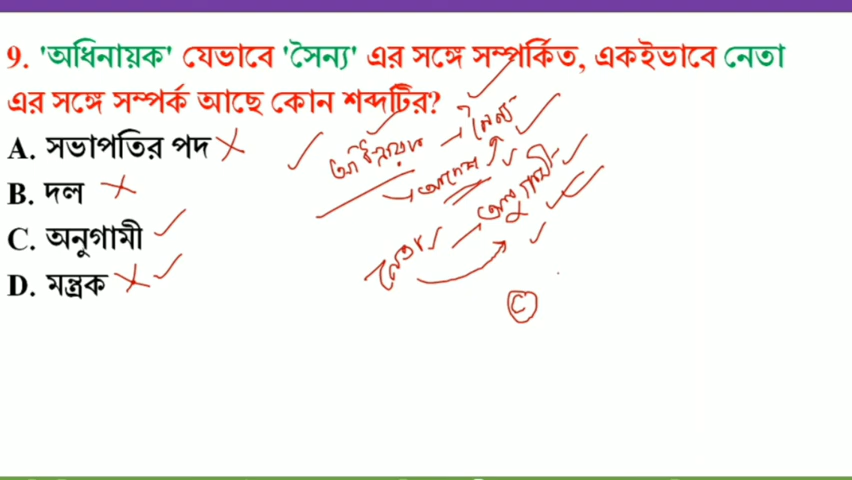 9. 'অধিনায়ক' যেভাবে 'সৈন্য' এর সঙ্গে সম্পর্কিত, একইভাবে নেতা
এর সঙ্গে সম্পর্ক আছে কোন শব্দটির?
A. সভাপতির পদ
B. দল
C. অনুগামী
D. মন্ত্রক
অধিনায়ক → সৈন্য
→ আদেশ
নেতা → অনুগামী
C